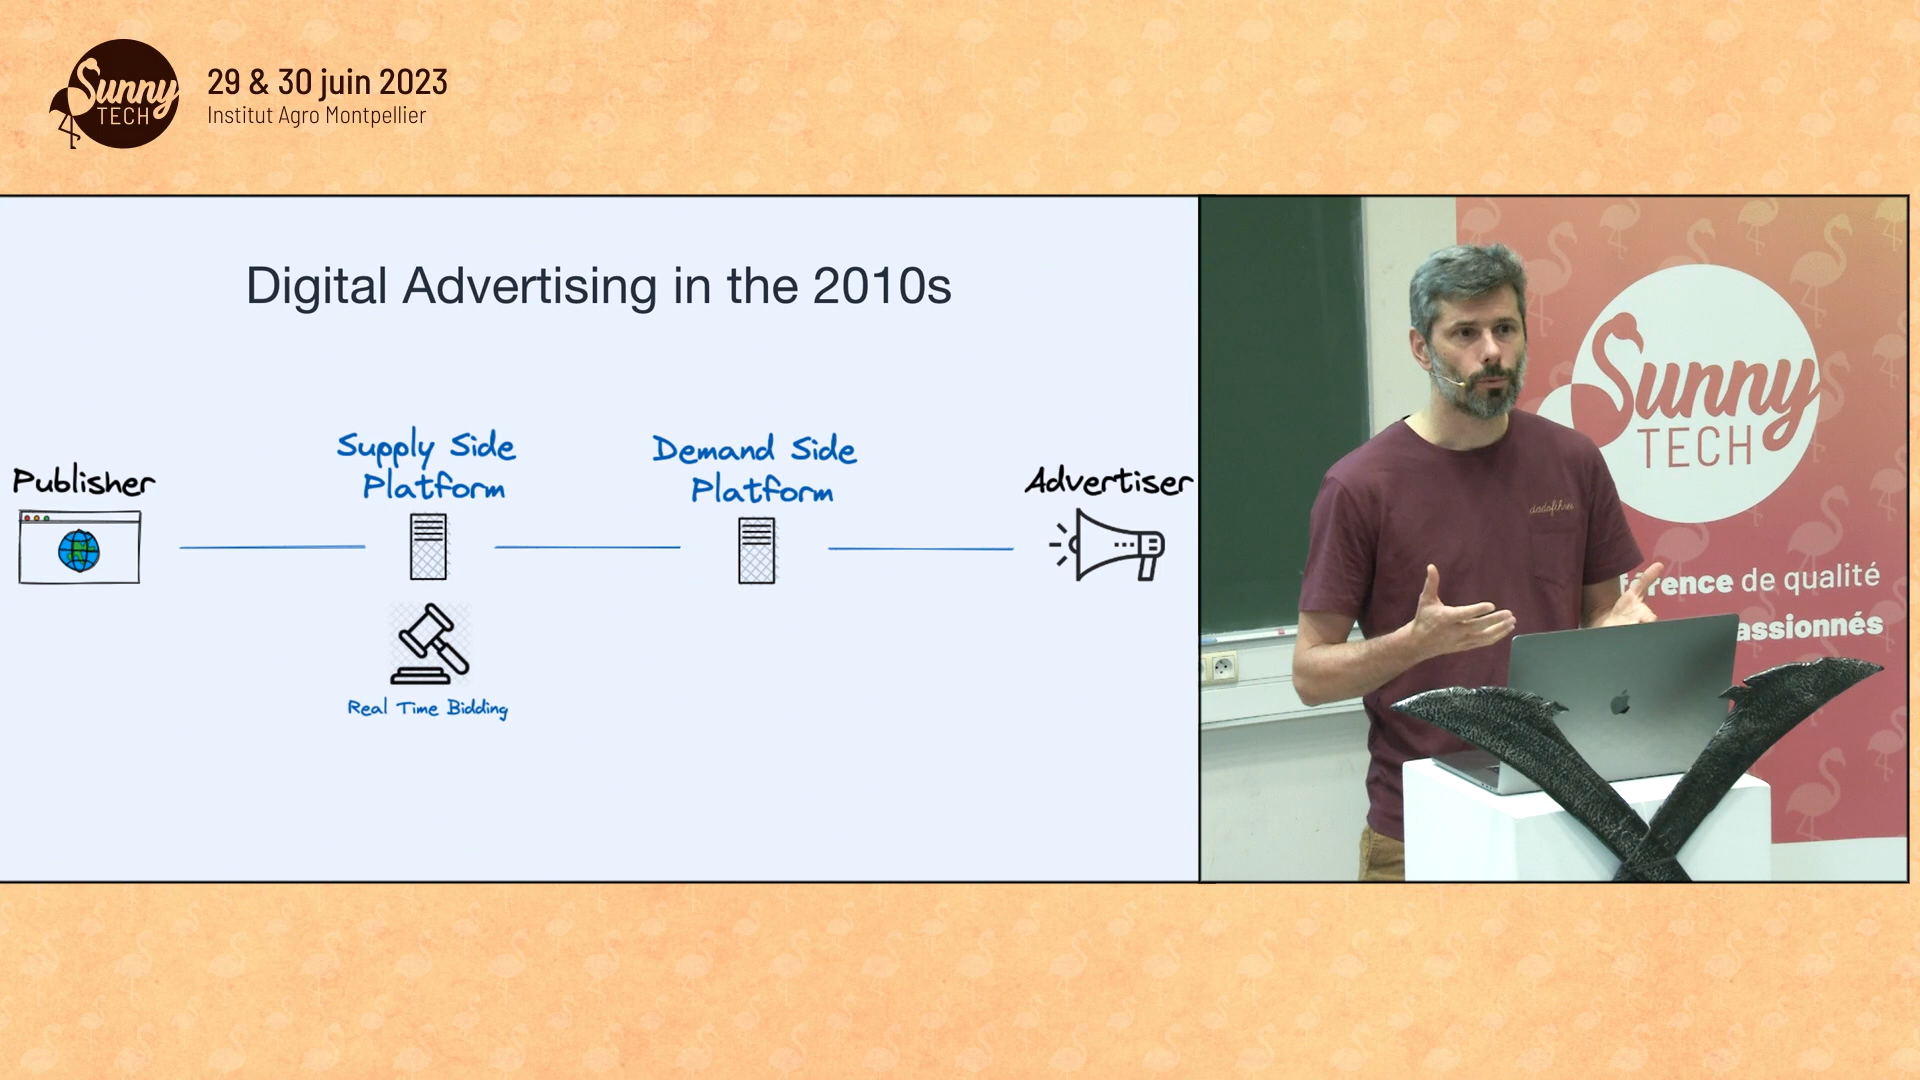 Sunny
TECH
29 & 30 juin 2023
Institut Agro Montpellier
Digital Advertising in the 2010s
Publisher
Supply Side
Platform
Demand Side
Platform
Advertiser
Real Time Bidding
Sunny
TECH
férence de qualité
assionnés